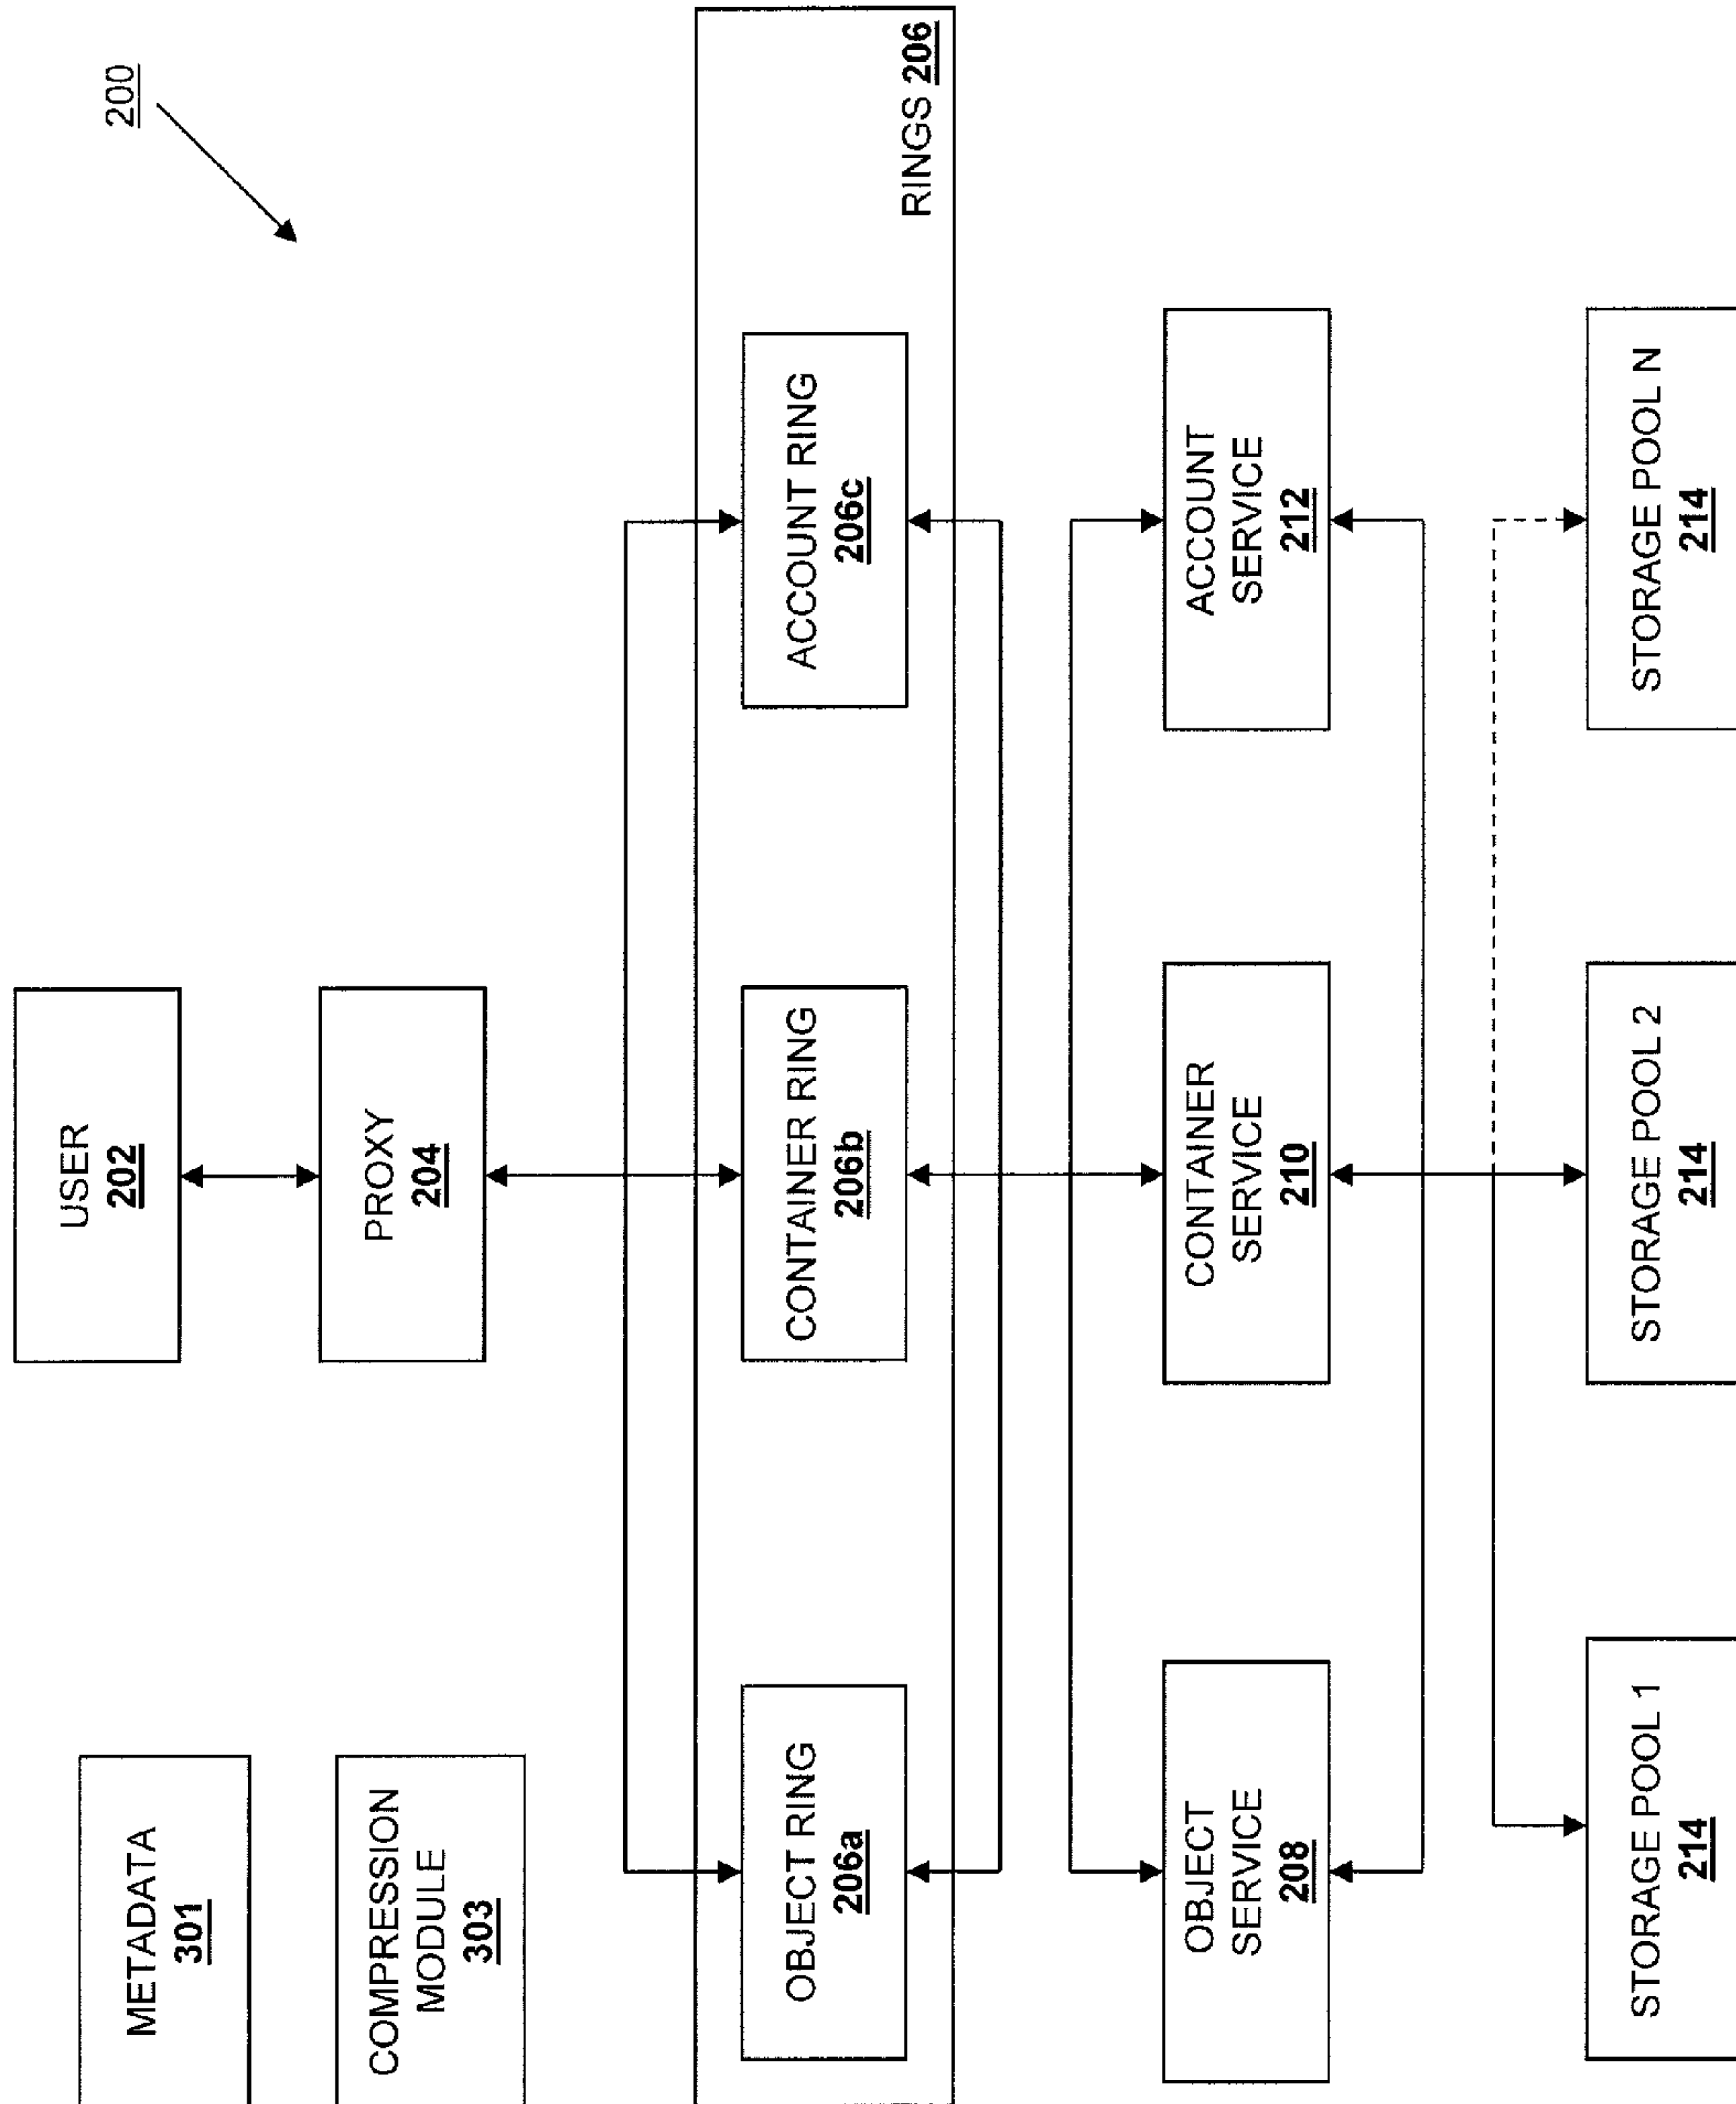 200
METADATA
301
USER
202
COMPRESSION
MODULE
303
PROXY
204
RINGS 206
OBJECT RING
206a
CONTAINER RING
206b
ACCOUNT RING
206c
OBJECT
SERVICE
208
CONTAINER
SERVICE
210
ACCOUNT
SERVICE
212
STORAGE POOL 1
214
STORAGE POOL 2
214
STORAGE POOL N
214